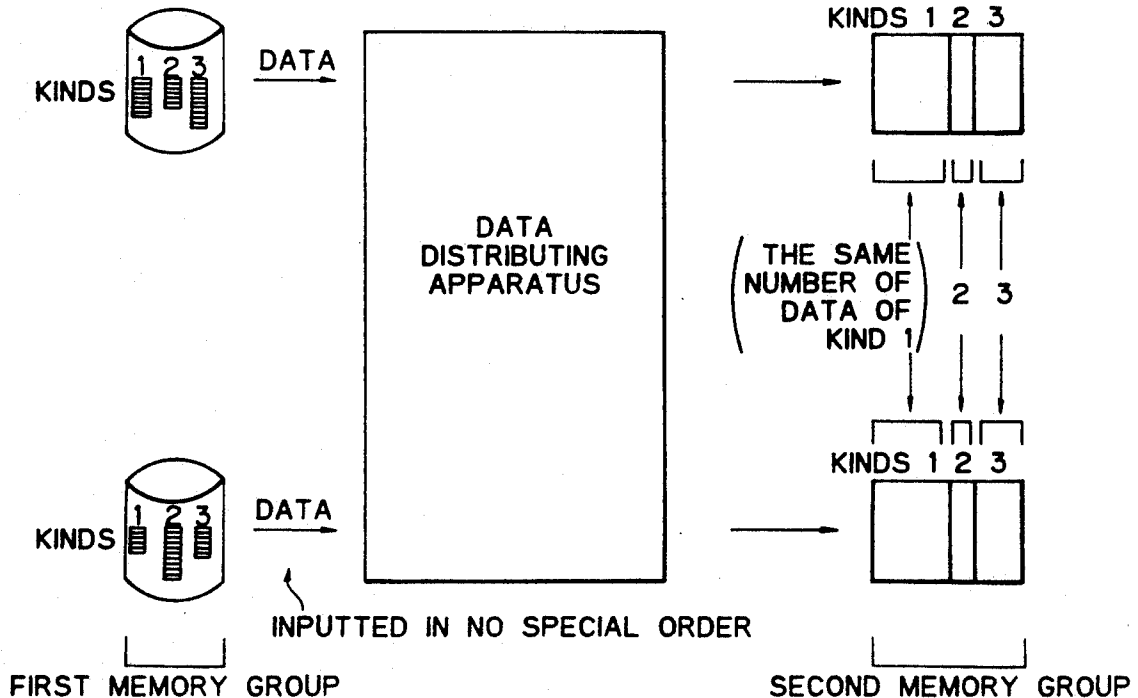 KINDS 1 2 3
1 2 3
KINDS
DATA
DATA
DISTRIBUTING
APPARATUS
THE SAME
NUMBER OF
DATA OF
KIND 1
2 3
KINDS 1 2 3
1 2 3
KINDS
DATA
INPUTTED IN NO SPECIAL ORDER
FIRST MEMORY GROUP
SECOND MEMORY GROUP